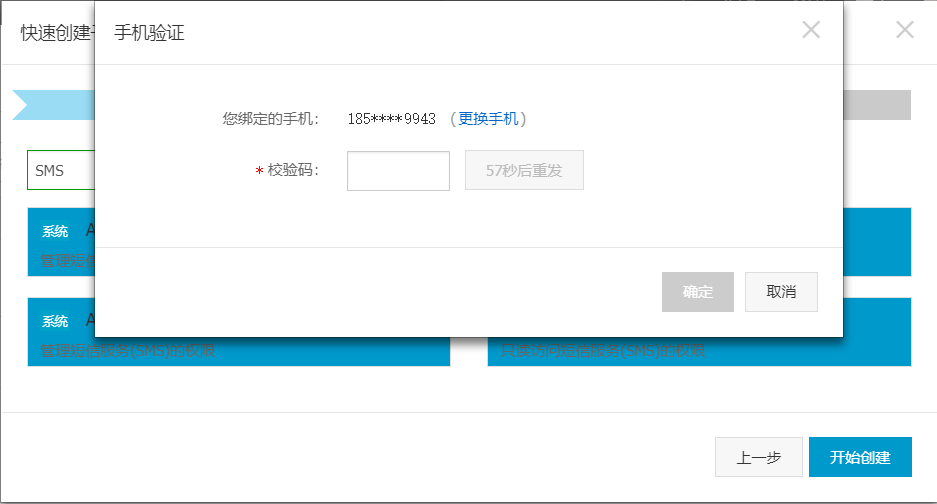 快速创建
手机验证
您绑定的手机： 185****9943 （更换手机）
* 校验码： 57秒后重发
SMS
系统 A
管理短信
确定 取消
系统 A
管理短信服务(SMS)的权限
只读访问短信服务(SMS)的权限
上一步 开始创建